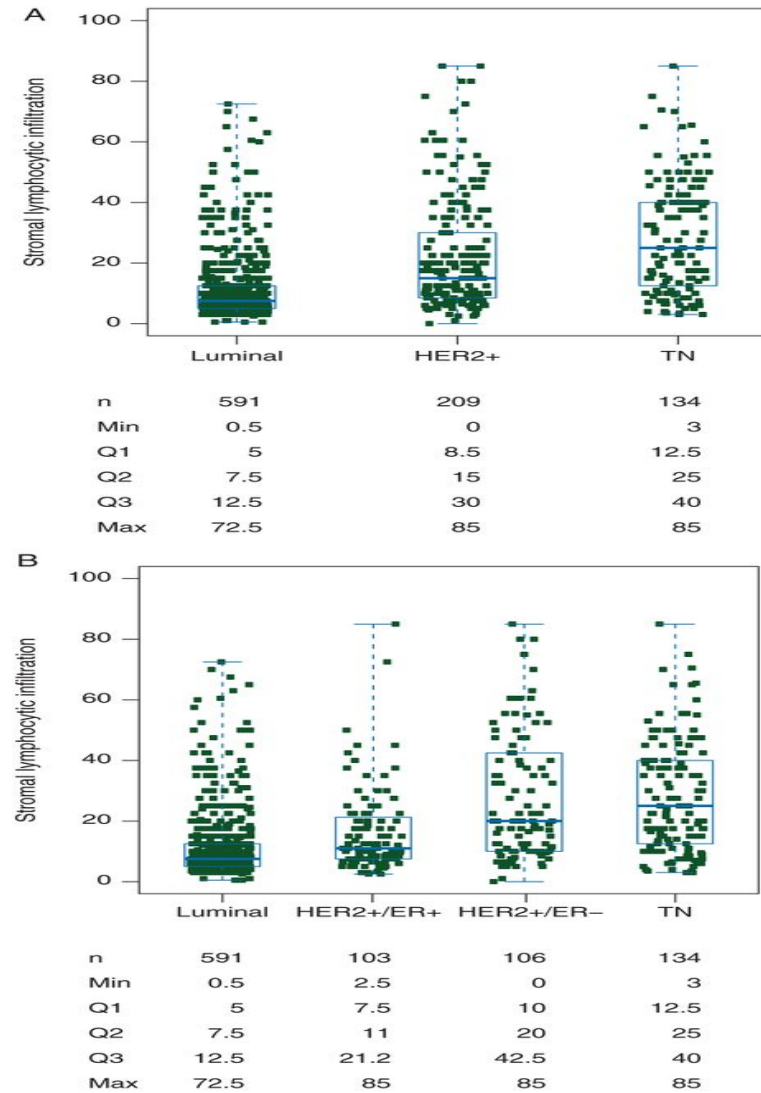 A
Stromal lymphocytic infiltration
100
80
60
40
20
0
Luminal HER2+ TN
n 591 209 134
Min 0.5 0 3
Q1 5 8.5 12.5
Q2 7.5 15 25
Q3 12.5 30 40
Max 72.5 85 85
B
Stromal lymphocytic infiltration
100
80
60
40
20
0
Luminal HER2+/ER+ HER2+/ER− TN
n 591 103 106 134
Min 0.5 2.5 0 3
Q1 5 7.5 10 12.5
Q2 7.5 11 20 25
Q3 12.5 21.2 42.5 40
Max 72.5 85 85 85